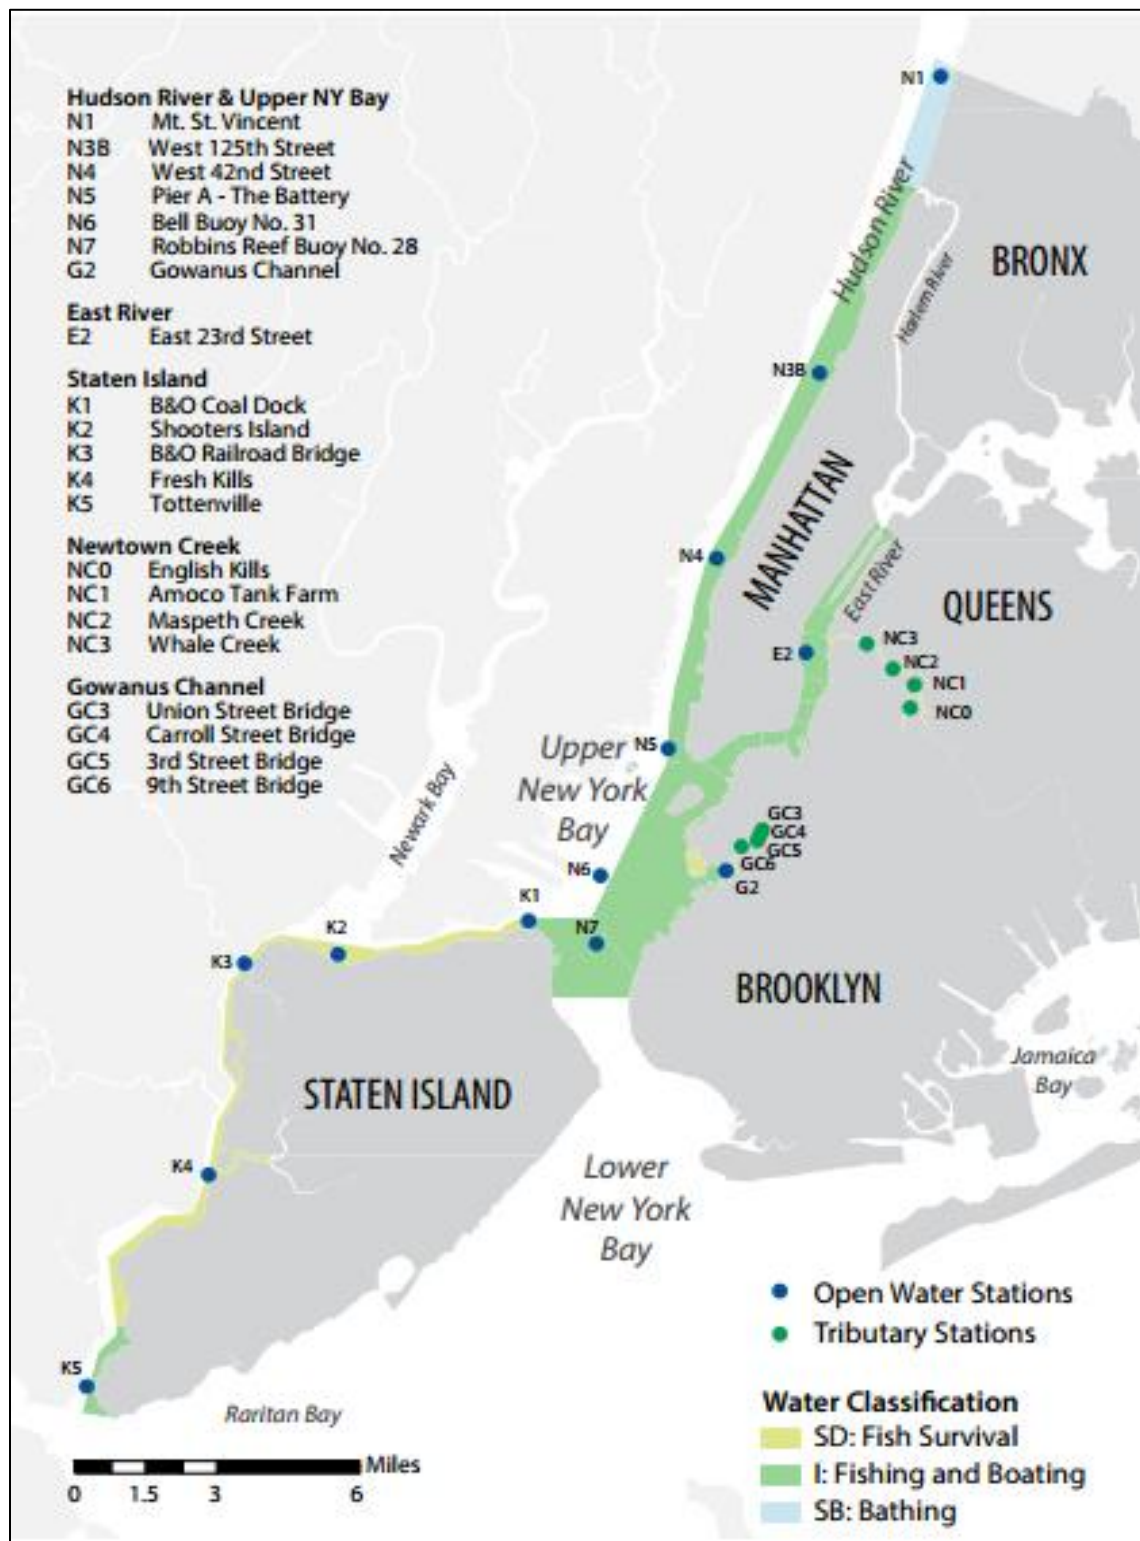 Hudson River & Upper NY Bay
N1 Mt. St. Vincent
N3B West 125th Street
N4 West 42nd Street
N5 Pier A - The Battery
N6 Bell Buoy No. 31
N7 Robbins Reef Buoy No. 28
G2 Gowanus Channel
East River
E2 East 23rd Street
Staten Island
K1 B&O Coal Dock
K2 Shooters Island
K3 B&O Railroad Bridge
K4 Fresh Kills
K5 Tottenville
Newtown Creek
NC0 English Kills
NC1 Amoco Tank Farm
NC2 Maspeth Creek
NC3 Whale Creek
Gowanus Channel
GC3 Union Street Bridge
GC4 Carroll Street Bridge
GC5 3rd Street Bridge
GC6 9th Street Bridge
N1
Hudson River
Harlem River
BRONX
N3B
MANHATTAN
N4
East River
QUEENS
E2
NC3
NC2
NC1
NC0
N5
Upper
New York
Bay
Newark Bay
GC3
GC4
GC5
GC6
G2
N6
K1
N7
K2
K3
BROOKLYN
Jamaica
Bay
STATEN ISLAND
K4
Lower
New York
Bay
K5
Raritan Bay
Miles
0 1.5 3 6
Open Water Stations
Tributary Stations
Water Classification
SD: Fish Survival
I: Fishing and Boating
SB: Bathing